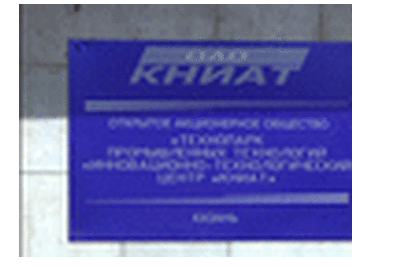 ОАО
КНИАТ
ОТКРЫТОЕ АКЦИОНЕРНОЕ ОБЩЕСТВО
«ТЕХНОПАРК
ПРОМЫШЛЕННЫХ ТЕХНОЛОГИЙ
«ИННОВАЦИОННО-ТЕХНОЛОГИЧЕСКИЙ
ЦЕНТР «КНИАТ»
КАЗАНЬ